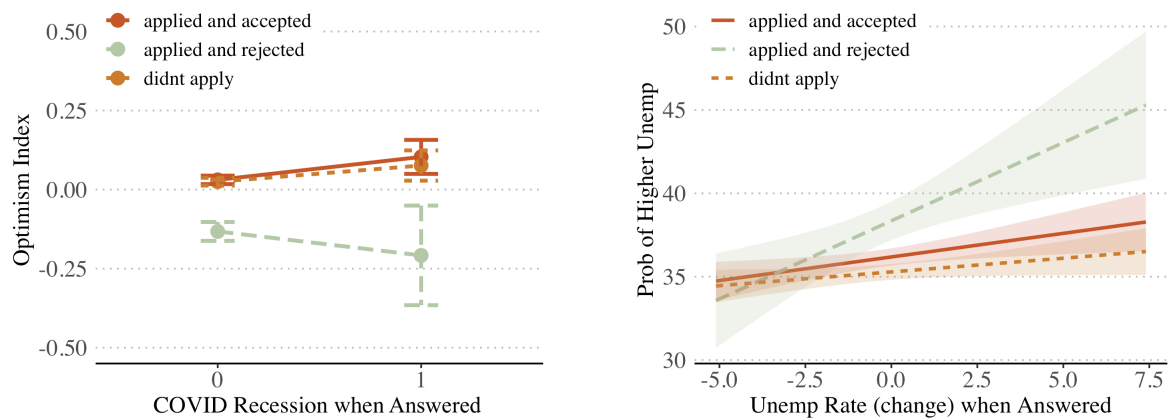 applied and accepted
applied and rejected
didnt apply
Optimism Index
0.50
0.25
0.00
-0.25
-0.50
0
1
COVID Recession when Answered
applied and accepted
applied and rejected
didnt apply
Prob of Higher Unemp
50
45
40
35
30
-5.0
-2.5
0.0
2.5
5.0
7.5
Unemp Rate (change) when Answered